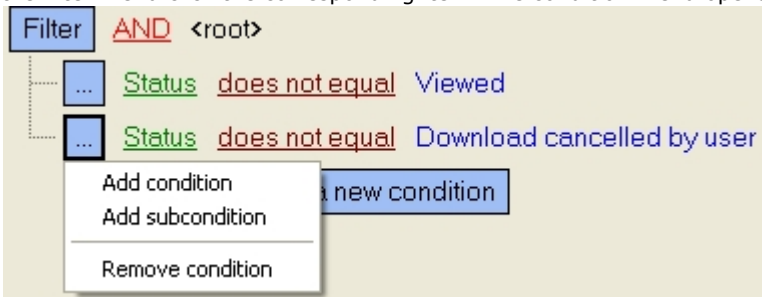 Filter AND <root>
... Status does not equal Viewed
... Status does not equal Download cancelled by user
Add condition
a new condition
Add subcondition
Remove condition